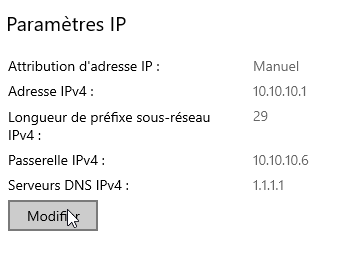 Paramètres IP
Attribution d'adresse IP : Manuel
Adresse IPv4 : 10.10.10.1
Longueur de préfixe sous-réseau 29
IPv4 :
Passerelle IPv4 : 10.10.10.6
Serveurs DNS IPv4 : 1.1.1.1
Modifier